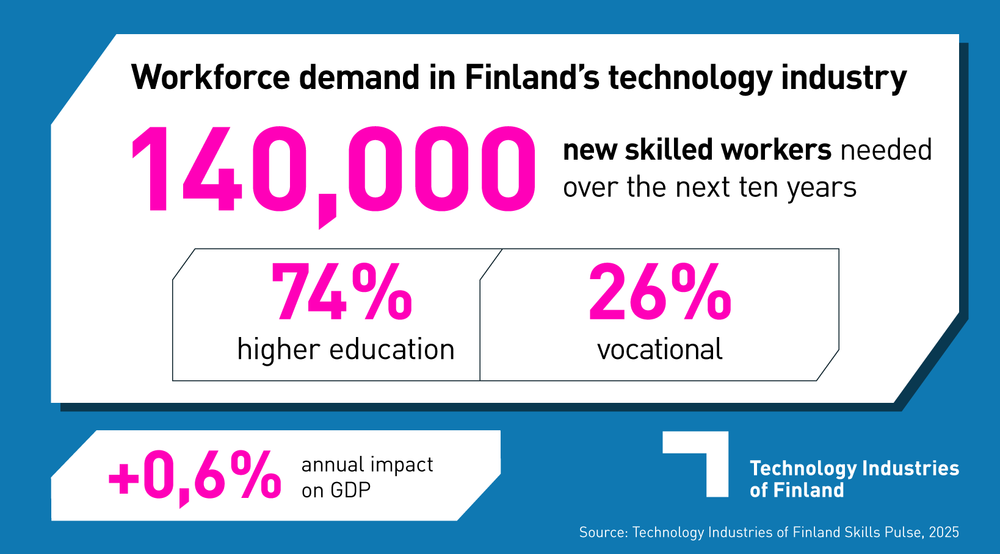 Workforce demand in Finland’s technology industry
140,000
new skilled workers needed
over the next ten years
74%
higher education
26%
vocational
+0,6%
annual impact
on GDP
Technology Industries
of Finland
Source: Technology Industries of Finland Skills Pulse, 2025